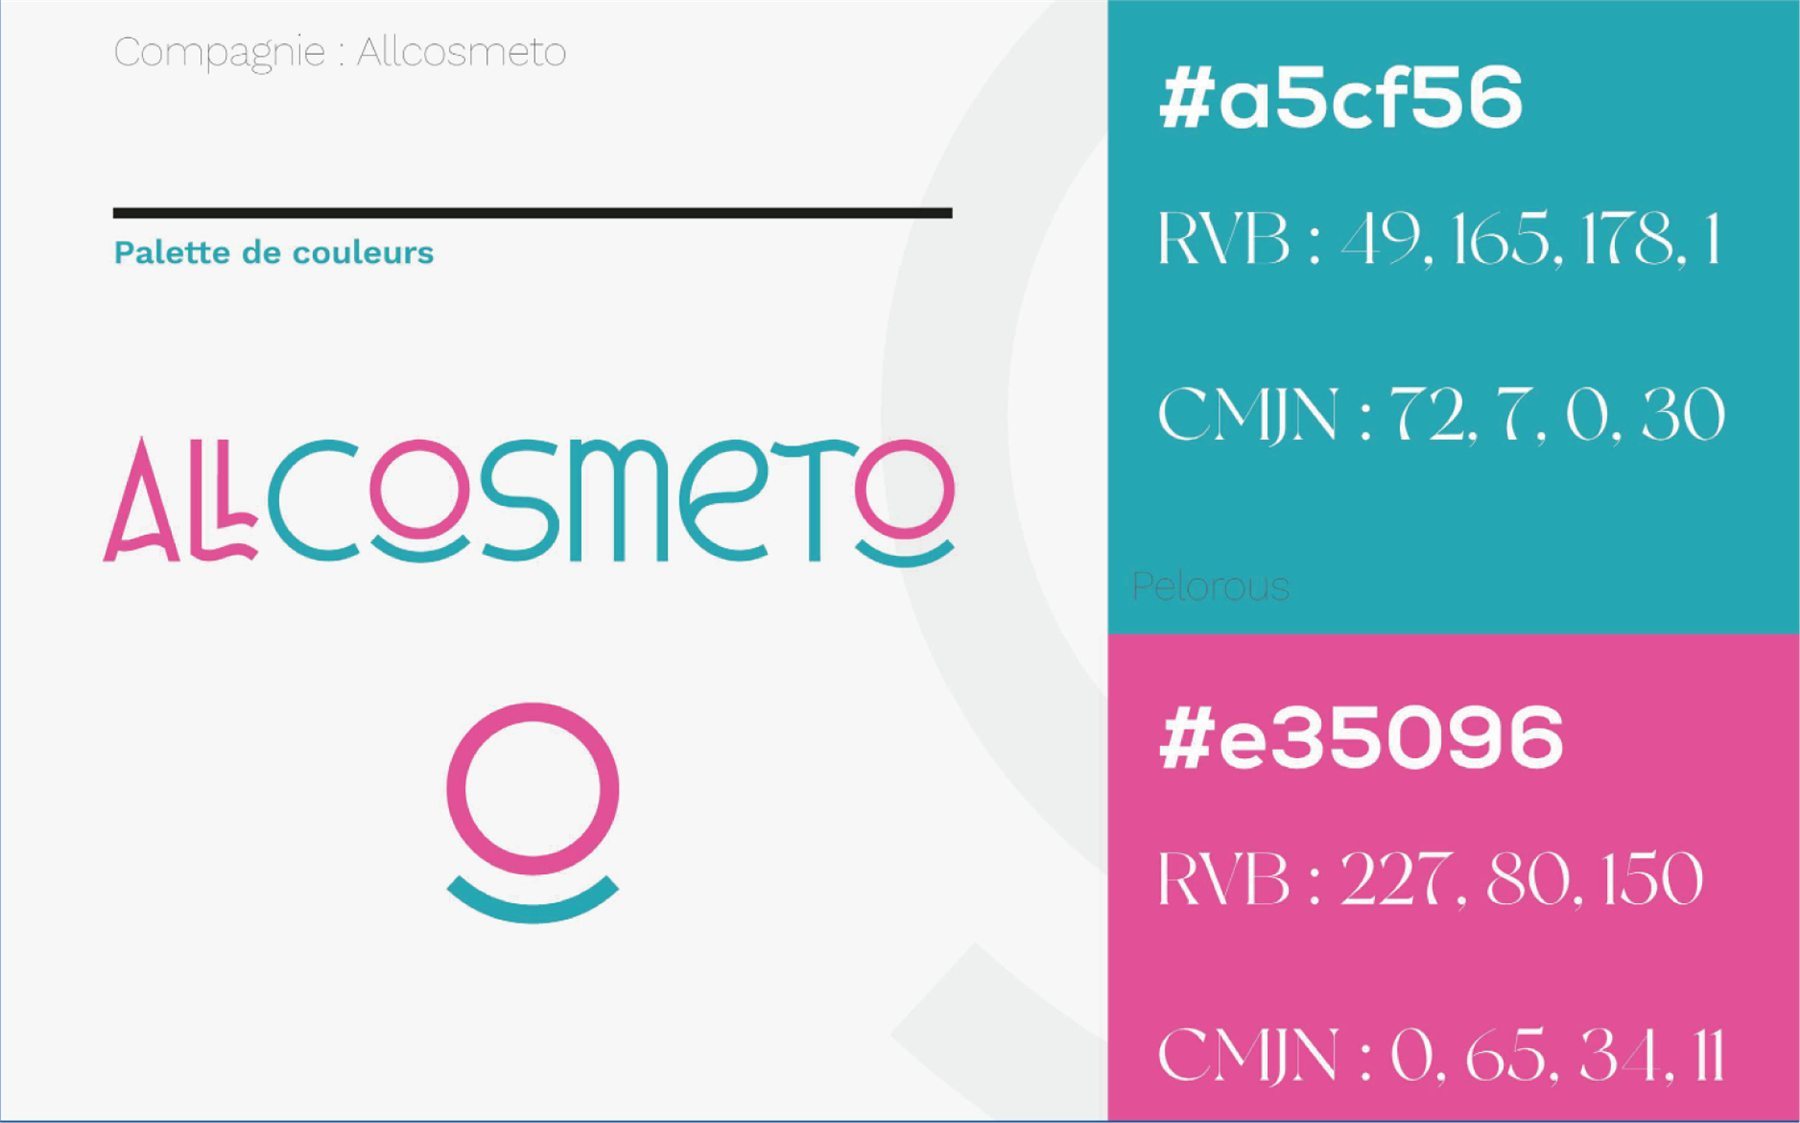 Compagnie : Allcosmeto
Palette de couleurs
ALLCOSMETO
#a5cf56
RVB : 49, 165, 178, 1
CMJN : 72, 7, 0, 30
Pelorous
#e35096
RVB : 227, 80, 150
CMJN : 0, 65, 34, 11